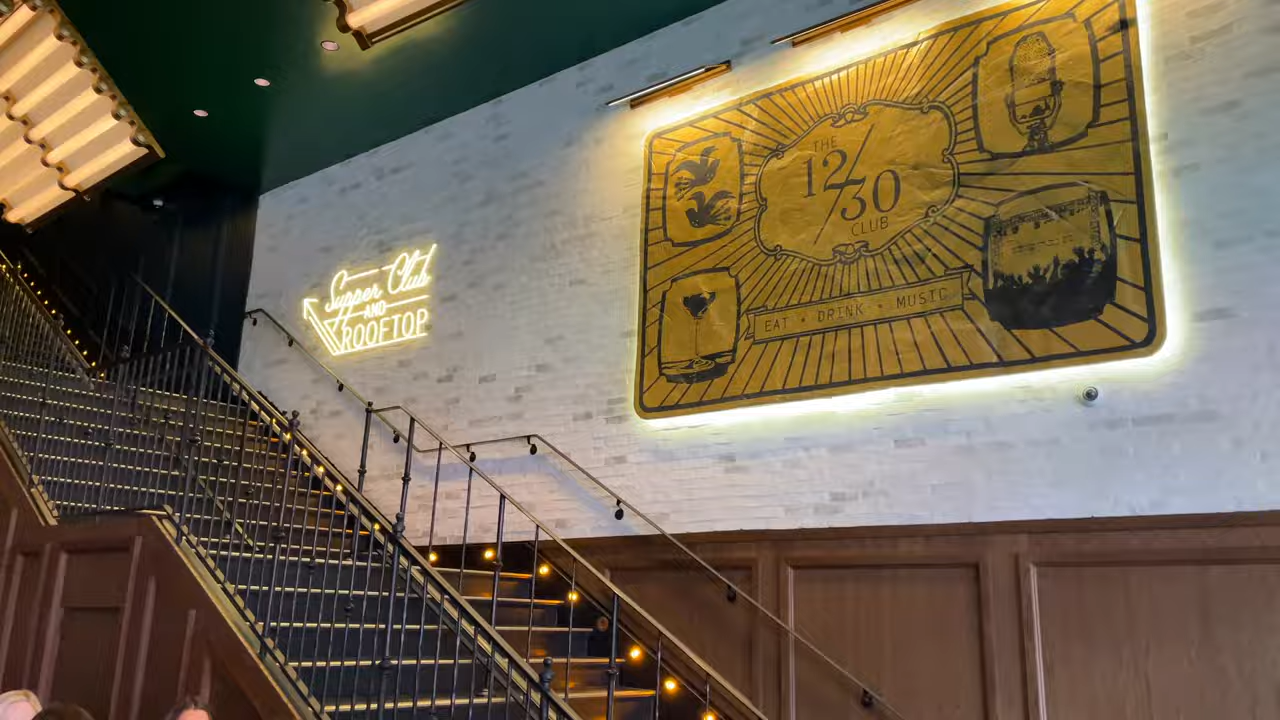 Supper Club
AND
ROOFTOP
THE
12/30
CLUB
EAT • DRINK • MUSIC